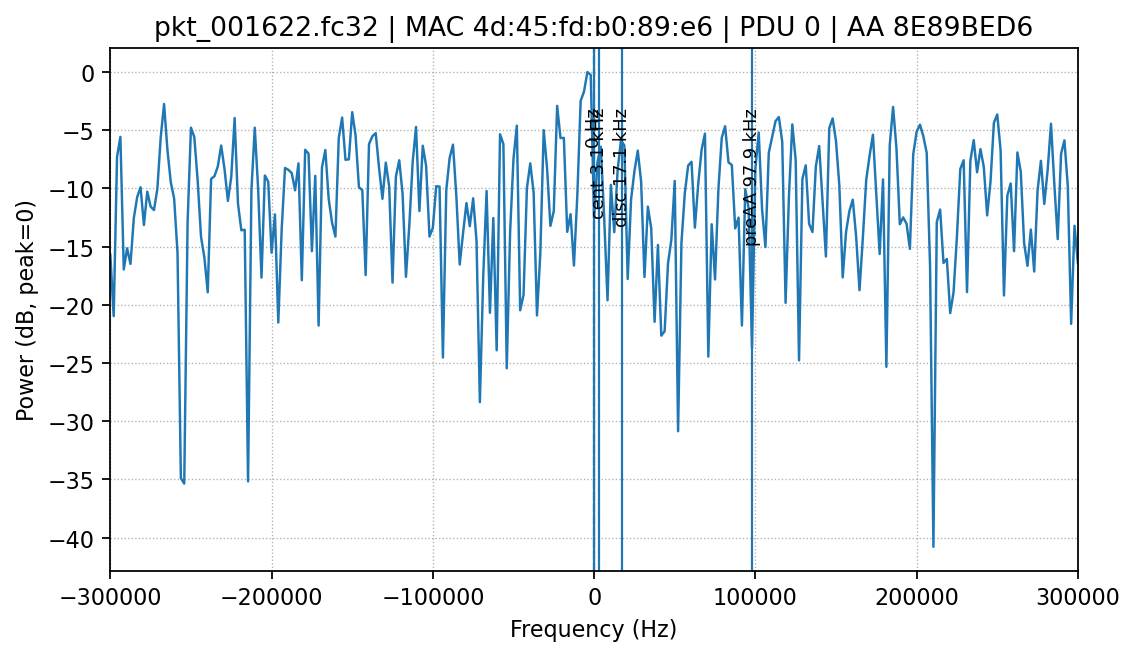 pkt_001622.fc32 | MAC 4d:45:fd:b0:89:e6 | PDU 0 | AA 8E89BED6
Power (dB, peak=0)
0
−5
−10
−15
−20
−25
−30
−35
−40
cent 3.10 kHz
disc 17.1 kHz
preAA 97.9 kHz
−300000
−200000
−100000
0
100000
200000
300000
Frequency (Hz)